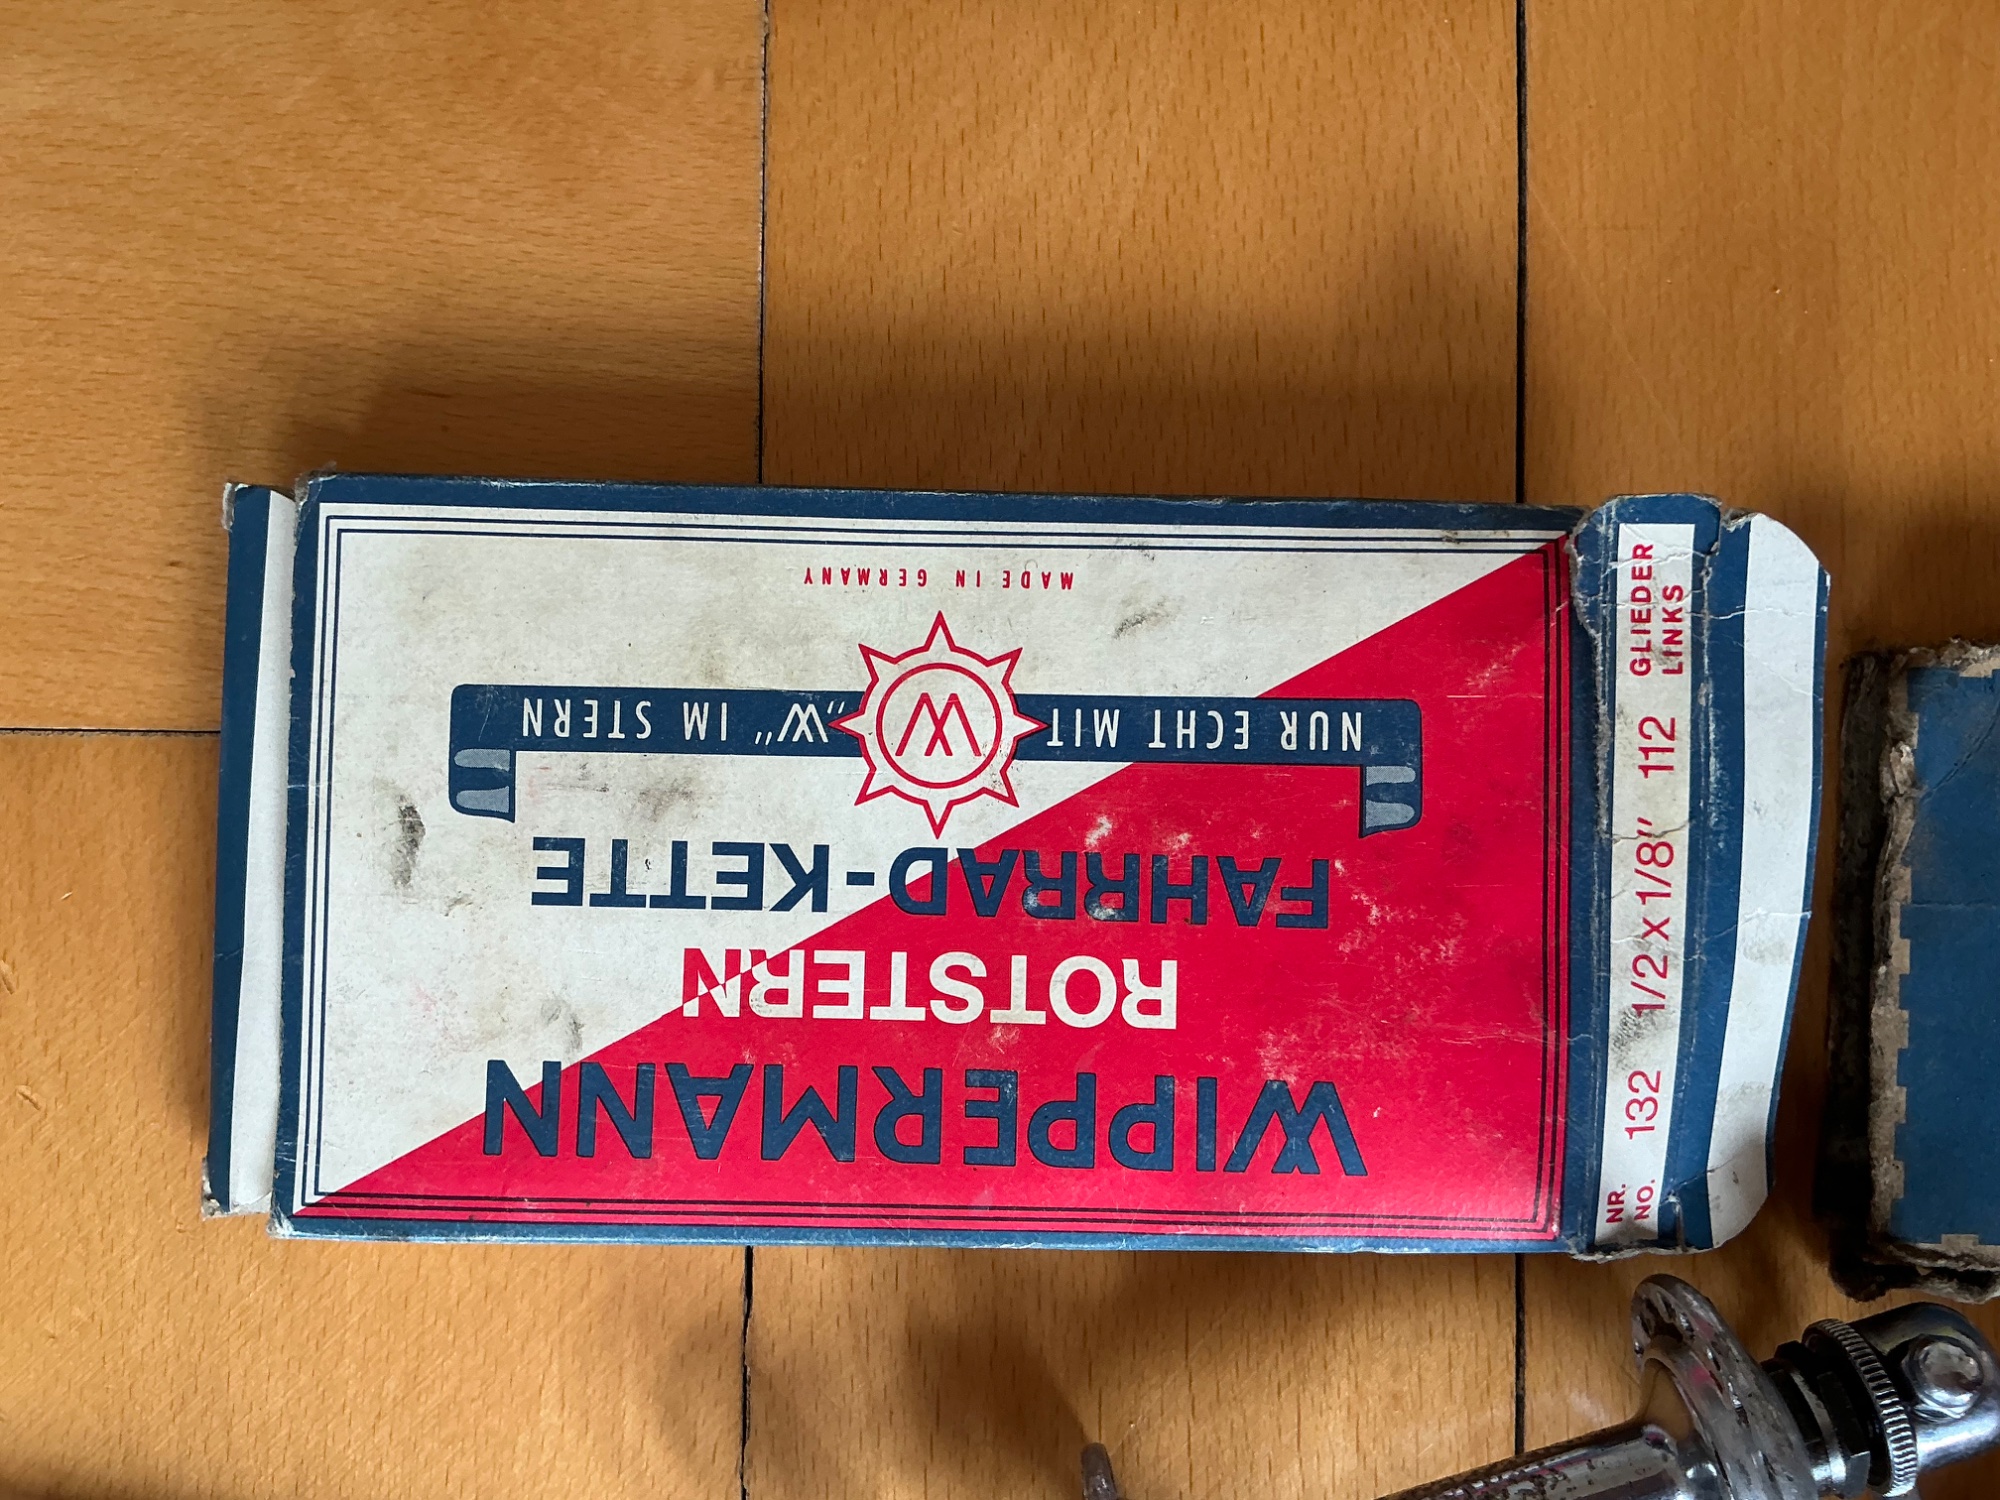 WIPPERMANN
ROTSTERN
FAHRRAD-KETTE
NUR ECHT MIT „W“ IM STERN
W
MADE IN GERMANY
NR. 132 1/2 x 1/8" 112 GLIEDER
NO. LINKS